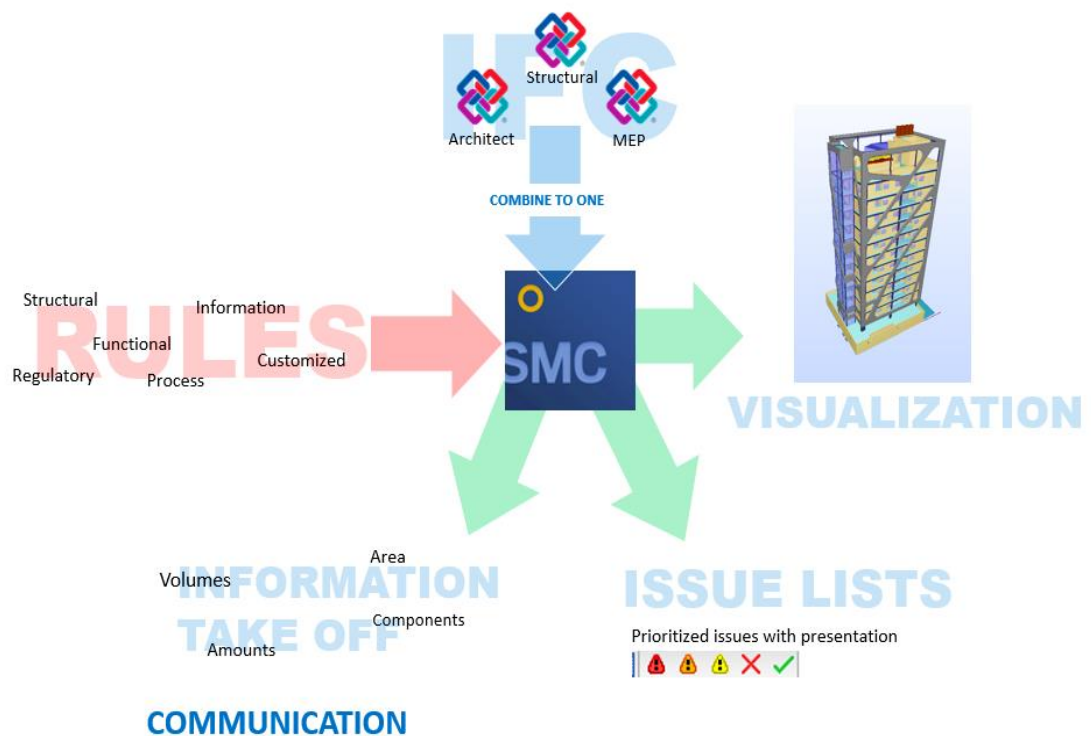 IFC
Structural
Architect
MEP
COMBINE TO ONE
RULES
Structural
Information
Functional
Customized
Regulatory
Process
SMC
VISUALIZATION
INFORMATION
TAKE OFF
Area
Volumes
Components
Amounts
ISSUE LISTS
Prioritized issues with presentation
COMMUNICATION